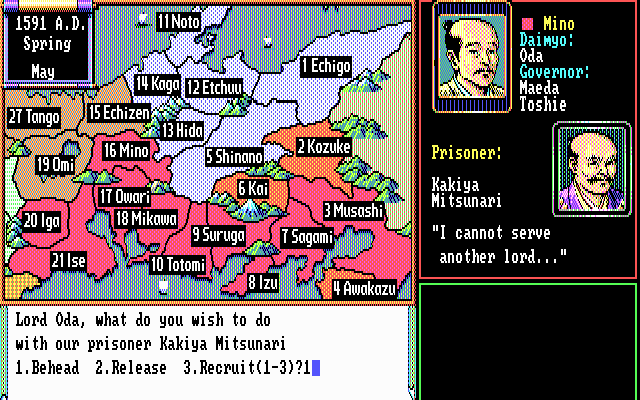 1591 A.D.
Spring
May
11 Noto
1 Echigo
14 Kaga
12 Etchuu
27 Tango
15 Echizen
13 Hida
2 Kozuke
16 Mino
5 Shinano
19 Omi
6 Kai
17 Owari
3 Musashi
20 Iga
18 Mikawa
9 Suruga
7 Sagami
21 Ise
10 Totomi
8 Izu
4 Awakazu
Mino
Daimyo:
Oda
Governor:
Maeda
Toshie
Prisoner:
Kakiya
Mitsunari
"I cannot serve
another lord..."
Lord Oda, what do you wish to do
with our prisoner Kakiya Mitsunari
1.Behead 2.Release 3.Recruit(1-3)?1